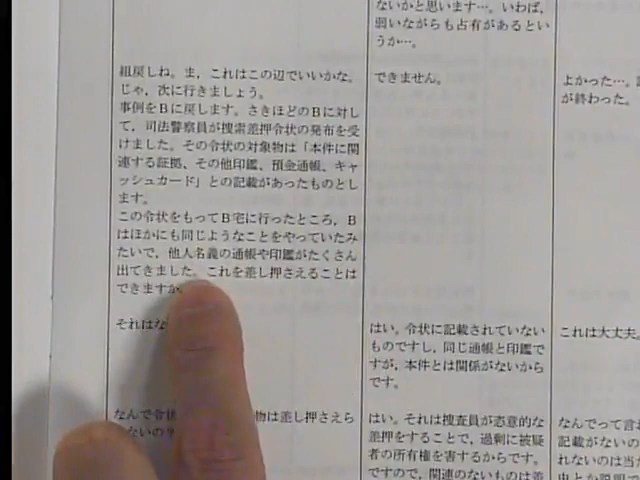 ないかと思います…。いわば,
弱いながらも占有があるとい
うか…。
組戻しね。ま，これはこの辺でいいかな。
じゃ，次に行きましょう。
事例をＢに戻します。さきほどのＢに対し
て，司法警察員が捜索差押令状の発布を受
けました。その令状の対象物は「本件に関
連する証拠、その他印鑑、預金通帳、キャ
ッシュカード」との記載があったものとし
ます。
この令状をもってＢ宅に行ったところ，Ｂ
はほかにも同じようなことをやっていたみ
たいで，他人名義の通帳や印鑑がたくさん
出てきました。これを差し押さえることは
できますか
それはな
なんで令状
物は差し押さえら
ないの？
できません。
はい。令状に記載されていない
ものですし，同じ通帳と印鑑で
すが，本件とは関係がないから
です。
はい。それは捜査員が恣意的な
差押をすることで，過剰に被疑
者の所有権を害するからです。
ですので，関連のないものは差
よかった…。
が終わった。
これは大丈夫。
なんでって言わ
記載がないの
れないのは当た